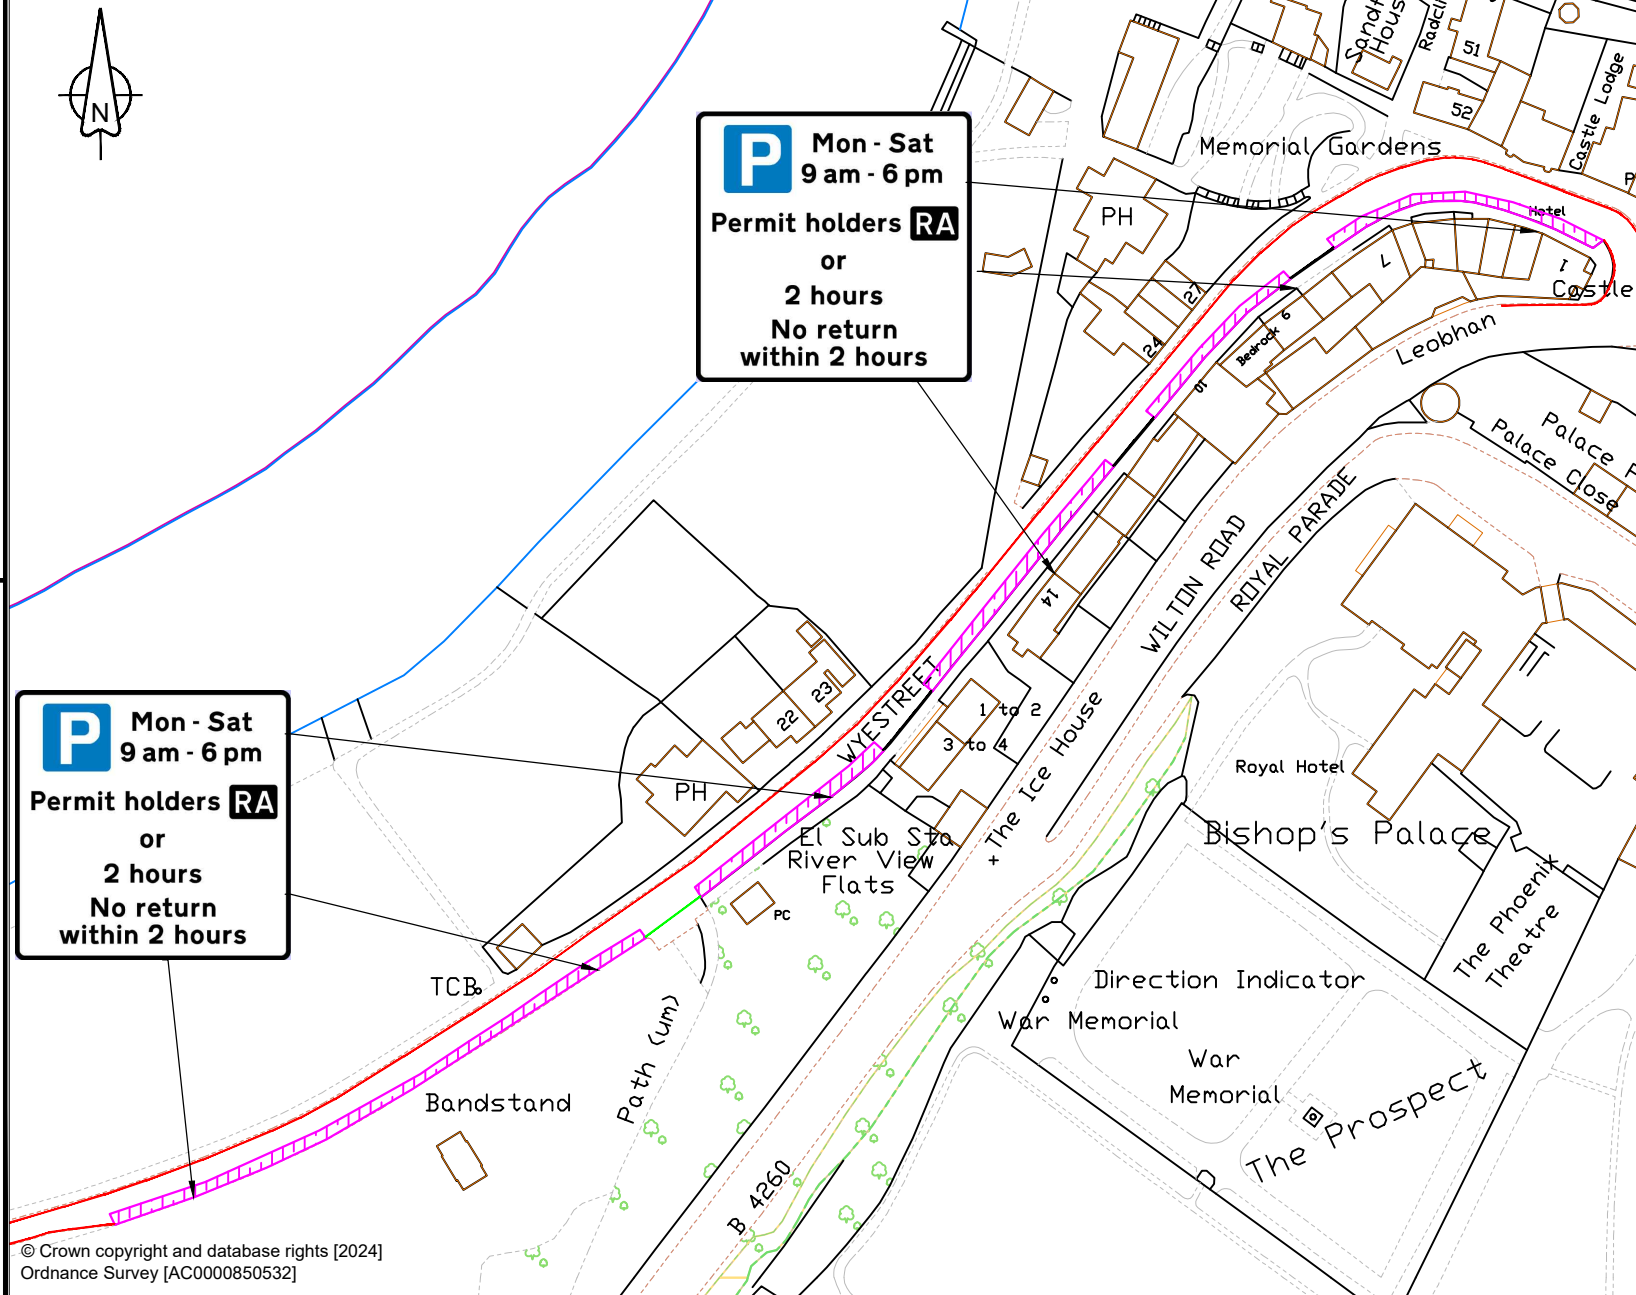 N
P
Mon - Sat
9 am - 6 pm
Permit holders RA
or
2 hours
No return
within 2 hours
Memorial Gardens
51
52
Castle Lodge
PH
Hotel
27
24
7
1
Castle
Bedrock 6
10
Leobhan
Palace Close
Palace
14
WILTON ROAD
ROYAL PARADE
WYESTREET
P
Mon - Sat
9 am - 6 pm
Permit holders RA
or
2 hours
No return
within 2 hours
23
22
PH
1 to 2
3 to 4
The Ice House
El Sub Sta
River View
Flats
PC
Royal Hotel
Bishop's Palace
The Phoenix
Theatre
TCB
Direction Indicator
War Memorial
War
Memorial
The Prospect
Path (um)
Bandstand
B 4260
© Crown copyright and database rights [2024]
Ordnance Survey [AC0000850532]